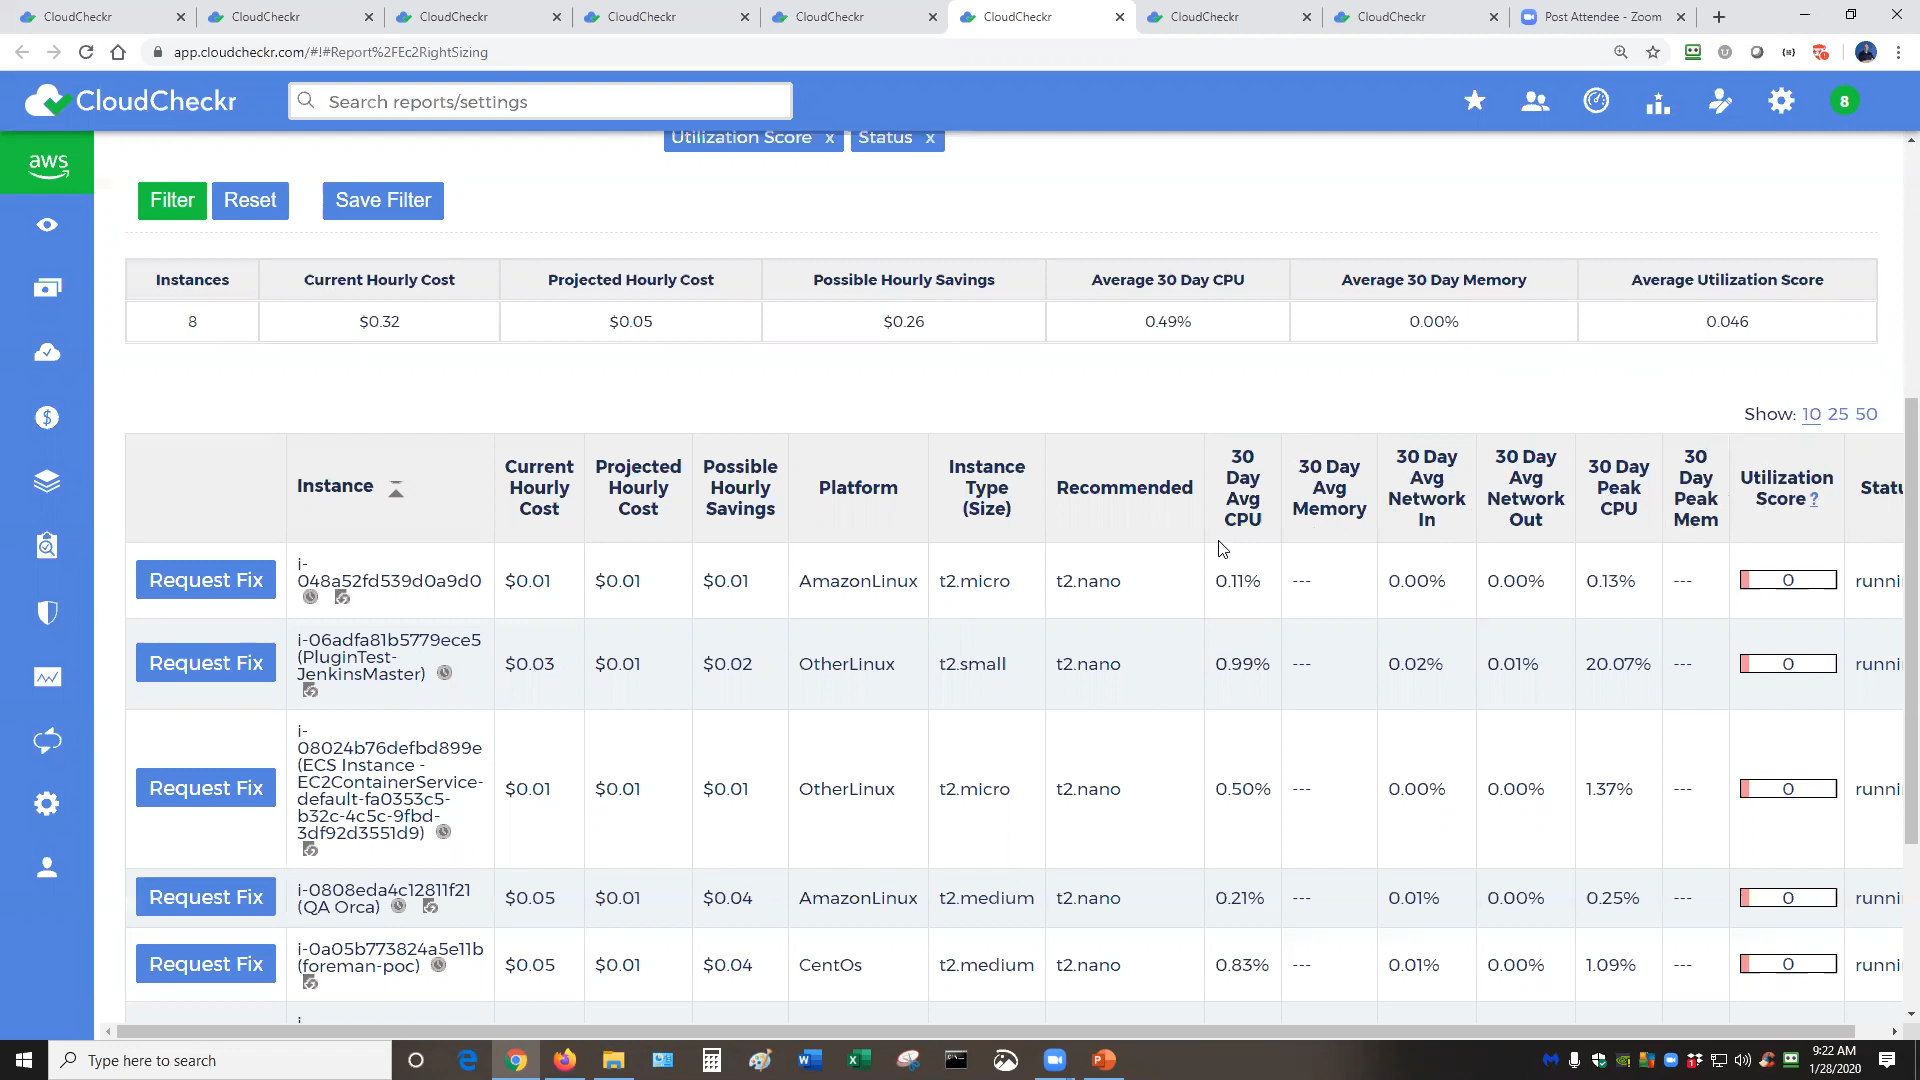 CloudCheckr CloudCheckr CloudCheckr CloudCheckr CloudCheckr CloudCheckr CloudCheckr CloudCheckr Post Attendee - Zoom
app.cloudcheckr.com/#!#Report%2FEc2RightSizing
CloudCheckr Search reports/settings 8
Utilization Score x Status x
aws
Filter Reset Save Filter
Instances Current Hourly Cost Projected Hourly Cost Possible Hourly Savings Average 30 Day CPU Average 30 Day Memory Average Utilization Score
8 $0.32 $0.05 $0.26 0.49% 0.00% 0.046
Show: 10 25 50
Instance
Current
Hourly
Cost
Projected
Hourly
Cost
Possible
Hourly
Savings
Platform
Instance
Type
(Size)
Recommended
30
Day
Avg
CPU
30 Day
Avg
Memory
30 Day
Avg
Network
In
30 Day
Avg
Network
Out
30 Day
Peak
CPU
30
Day
Peak
Mem
Utilization
Score ?
Statu
Request Fix
i-
048a52fd539d0a9d0
$0.01 $0.01 $0.01 AmazonLinux t2.micro t2.nano 0.11% --- 0.00% 0.00% 0.13% --- 0 runni
Request Fix
i-06adfa81b5779ece5
(PluginTest-
JenkinsMaster)
$0.03 $0.01 $0.02 OtherLinux t2.small t2.nano 0.99% --- 0.02% 0.01% 20.07% --- 0 runni
Request Fix
i-
08024b76defbd899e
(ECS Instance -
EC2ContainerService-
default-fa0353c5-
b32c-4c5c-9fbd-
3df92d3551d9)
$0.01 $0.01 $0.01 OtherLinux t2.micro t2.nano 0.50% --- 0.00% 0.00% 1.37% --- 0 runni
Request Fix
i-0808eda4c12811f21
(QA Orca)
$0.05 $0.01 $0.04 AmazonLinux t2.medium t2.nano 0.21% --- 0.01% 0.00% 0.25% --- 0 runni
Request Fix
i-0a05b773824a5e11b
(foreman-poc)
$0.05 $0.01 $0.04 CentOs t2.medium t2.nano 0.83% --- 0.01% 0.00% 1.09% --- 0 runni
Type here to search
9:22 AM
1/28/2020